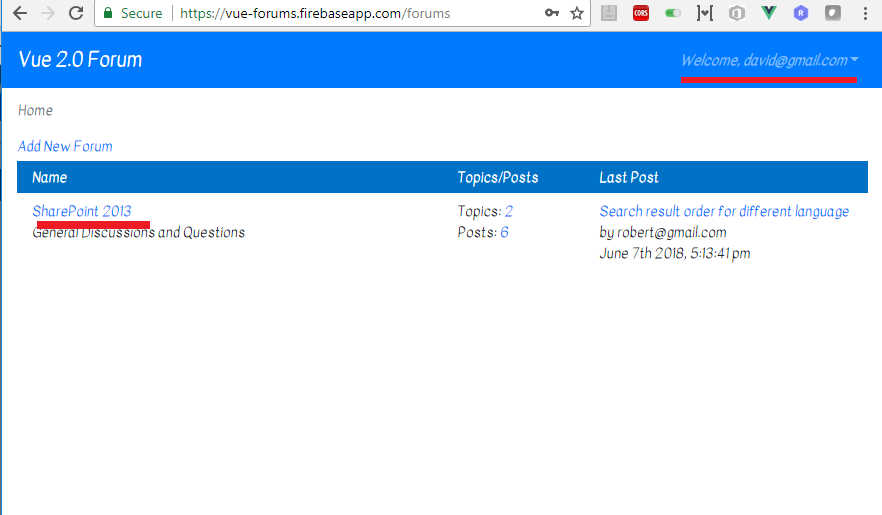 Secure https://vue-forums.firebaseapp.com/forums
CORS
R
Vue 2.0 Forum
Welcome, david@gmail.com
Home
Add New Forum
Name Topics/Posts Last Post
SharePoint 2013 Topics: 2 Search result order for different language
General Discussions and Questions Posts: 6 by robert@gmail.com
June 7th 2018, 5:13:41 pm